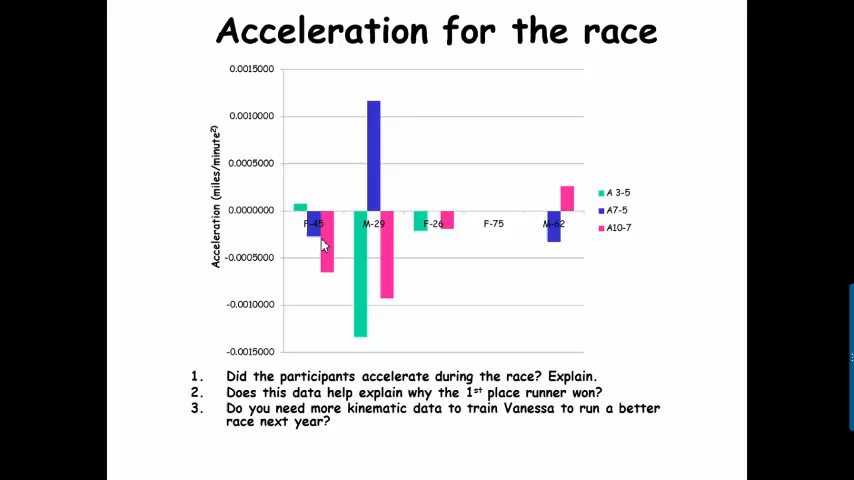 Acceleration for the race
0.0015000
0.0010000
0.0005000
0.0000000
-0.0005000
-0.0010000
-0.0015000
Acceleration (miles/minute²)
F-45
M-29
F-26
F-75
M-62
A 3-5
A7-5
A10-7
1. Did the participants accelerate during the race? Explain.
2. Does this data help explain why the 1st place runner won?
3. Do you need more kinematic data to train Vanessa to run a better
race next year?